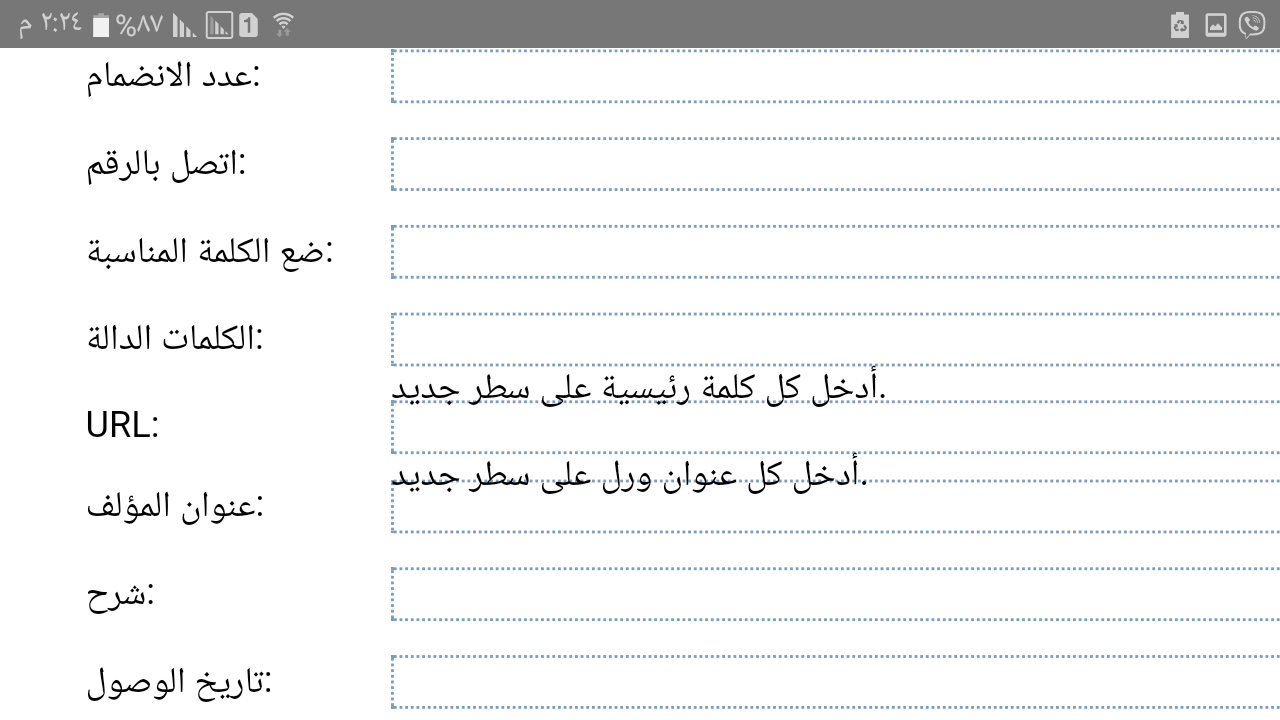 ٢:٢٤ م ٨٧% 1
عدد الانضمام:
اتصل بالرقم:
ضع الكلمة المناسبة:
الكلمات الدالة:
أدخل كل كلمة رئيسية على سطر جديد.
URL:
أدخل كل عنوان ورل على سطر جديد.
عنوان المؤلف:
شرح:
تاريخ الوصول: